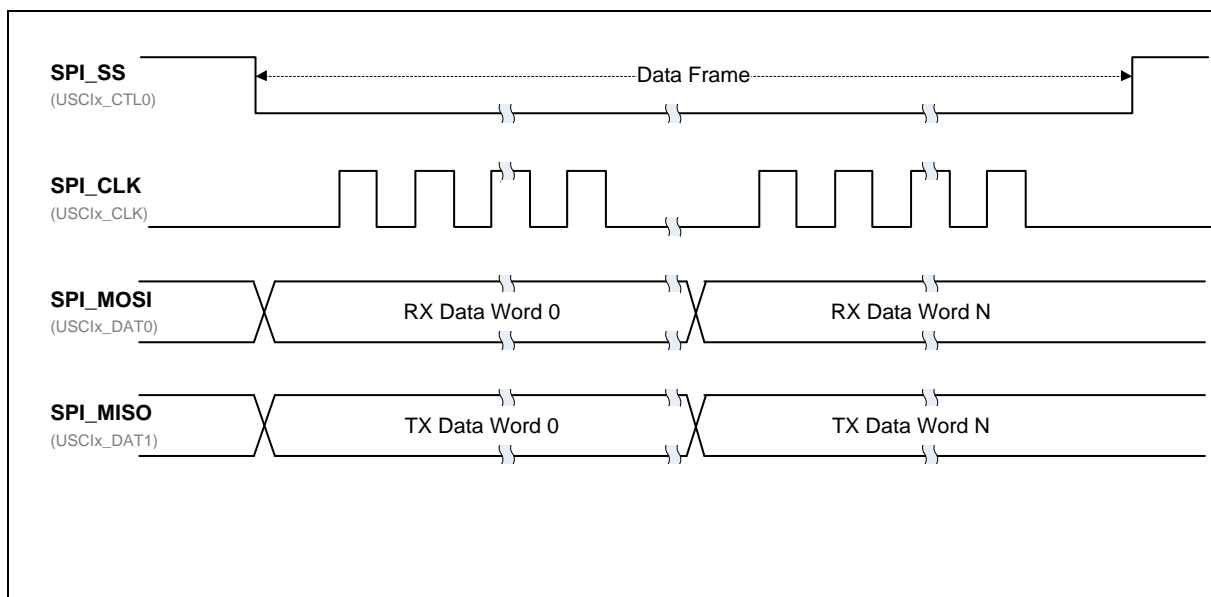 SPI_SS
(USCIx_CTL0)
Data Frame
SPI_CLK
(USCIx_CLK)
SPI_MOSI
(USCIx_DAT0)
RX Data Word 0
RX Data Word N
SPI_MISO
(USCIx_DAT1)
TX Data Word 0
TX Data Word N